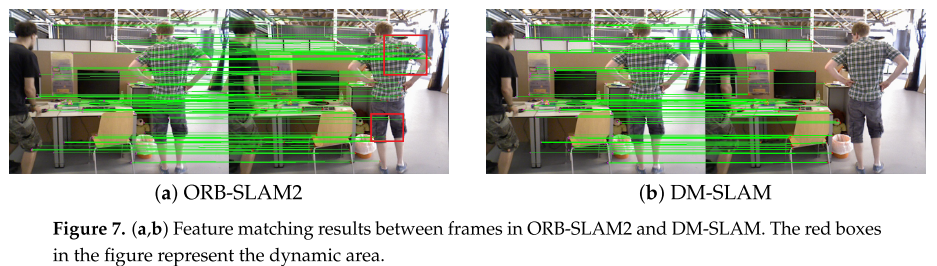 (a) ORB-SLAM2
(b) DM-SLAM
Figure 7. (a,b) Feature matching results between frames in ORB-SLAM2 and DM-SLAM. The red boxes
in the figure represent the dynamic area.